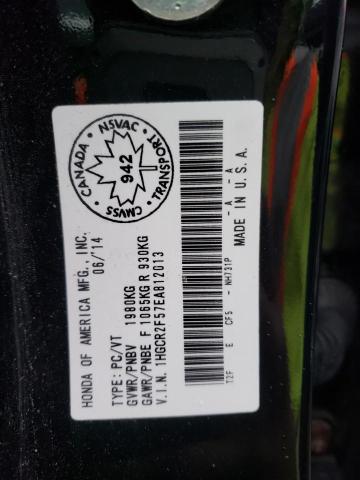 HONDA OF AMERICA MFG., INC.
06/'14
TYPE: PC/VT
GVWR/PNBV 1980KG
GAWR/PNBE F 1065KG R 930KG
V.I.N. 1HGCR2F57EA812013
CANADA
NSVAC
TRANSPORT
CMVSS
942
T2F E CF5 - NH731P - A - A
MADE IN U.S.A.